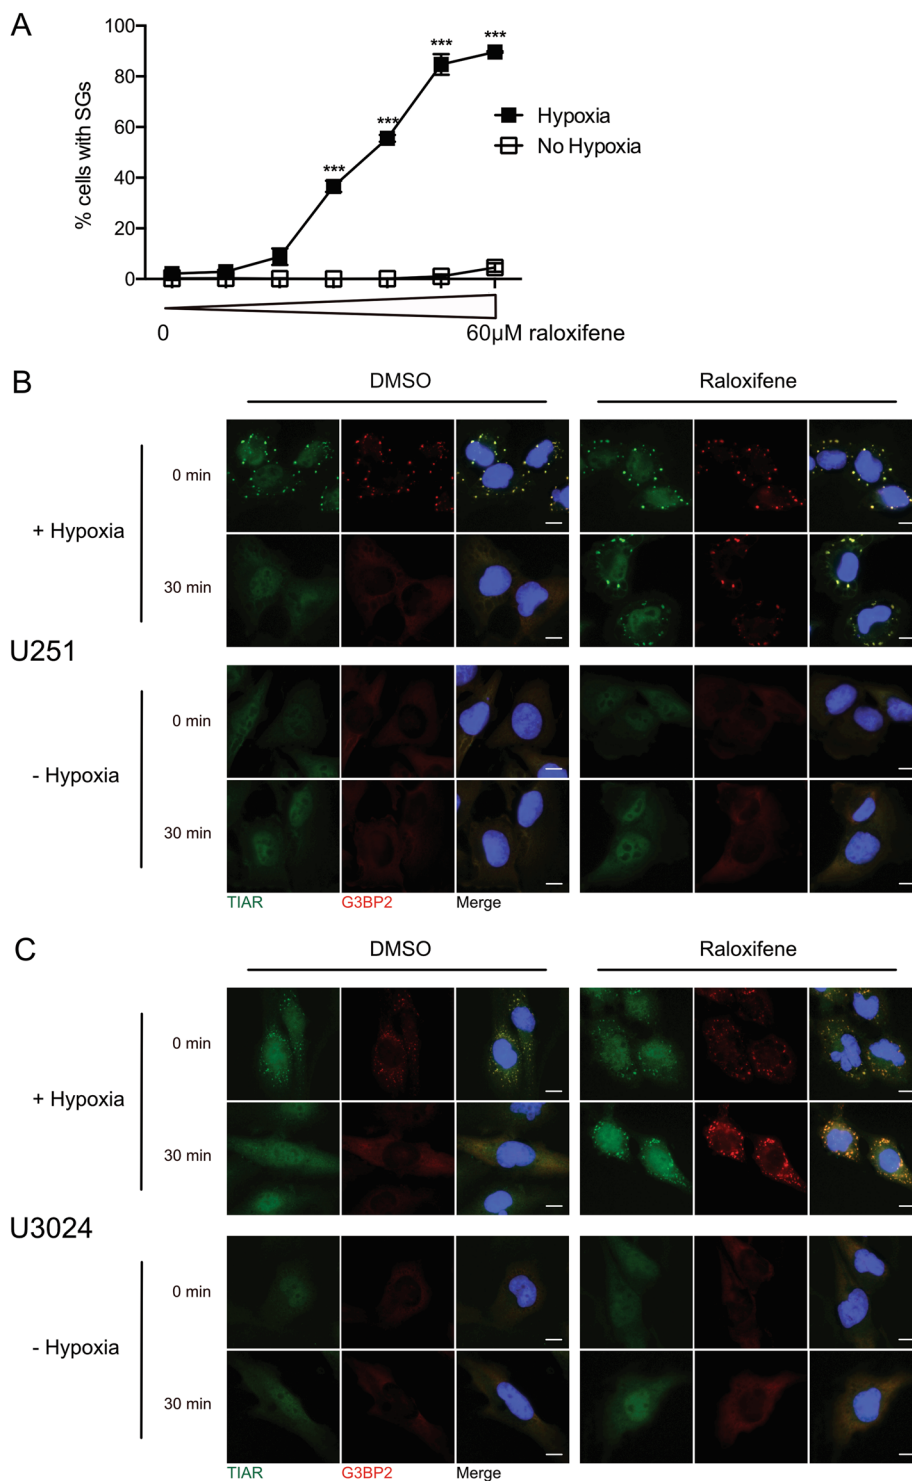 A
100
80
60
40
20
0
% cells with SGs
***
***
***
***
Hypoxia
No Hypoxia
0
60μM raloxifene
B
DMSO
Raloxifene
0 min
+ Hypoxia
30 min
U251
0 min
- Hypoxia
30 min
TIAR
G3BP2
Merge
C
DMSO
Raloxifene
0 min
+ Hypoxia
30 min
U3024
0 min
- Hypoxia
30 min
TIAR
G3BP2
Merge